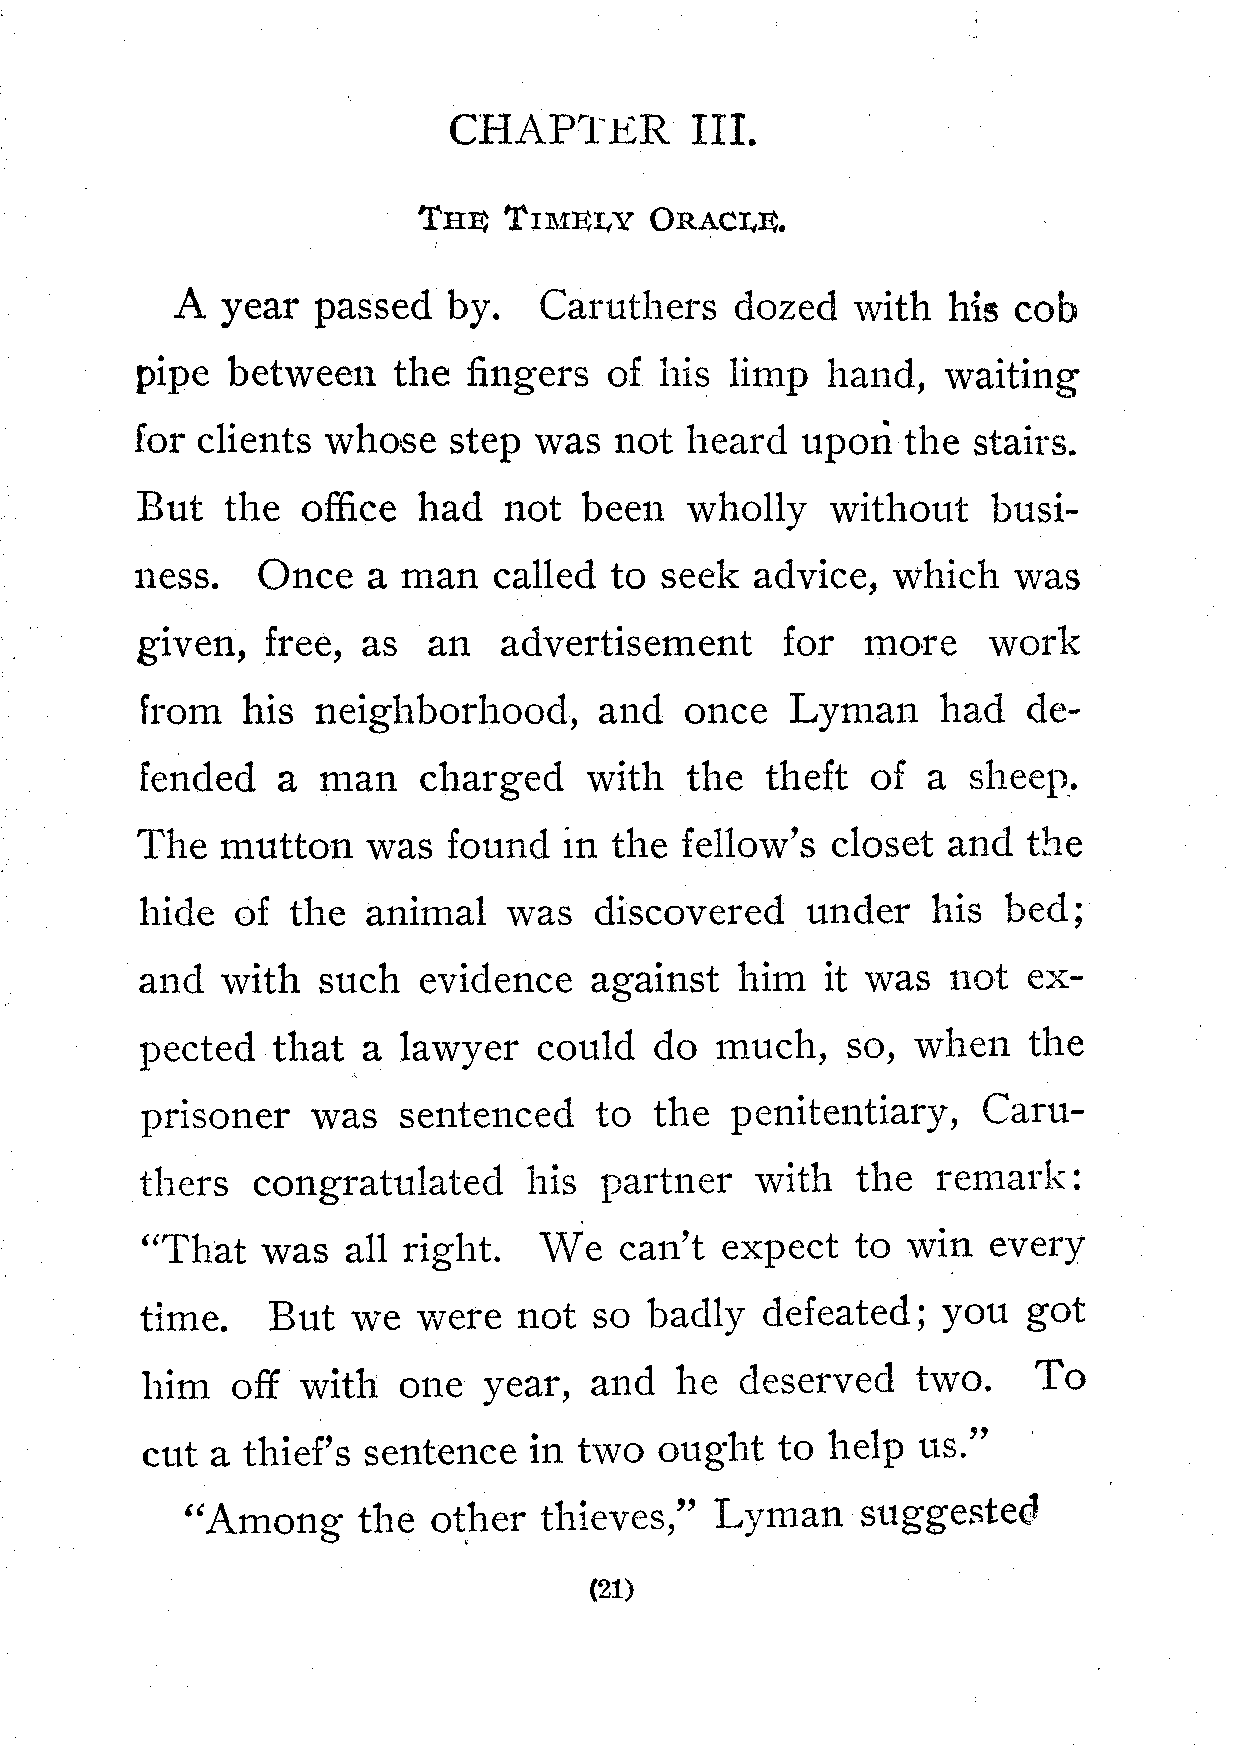 CHAPTER III.
THE TIMELY ORACLE.
A year passed by. Caruthers dozed with his cob
pipe between the fingers of his limp hand, waiting
for clients whose step was not heard upon the stairs.
But the office had not been wholly without busi-
ness. Once a man called to seek advice, which was
given, free, as an advertisement for more work
from his neighborhood, and once Lyman had de-
fended a man charged with the theft of a sheep.
The mutton was found in the fellow's closet and the
hide of the animal was discovered under his bed;
and with such evidence against him it was not ex-
pected that a lawyer could do much, so, when the
prisoner was sentenced to the penitentiary, Caru-
thers congratulated his partner with the remark:
"That was all right. We can't expect to win every
time. But we were not so badly defeated; you got
him off with one year, and he deserved two. To
cut a thief's sentence in two ought to help us."
"Among the other thieves," Lyman suggested
(21)